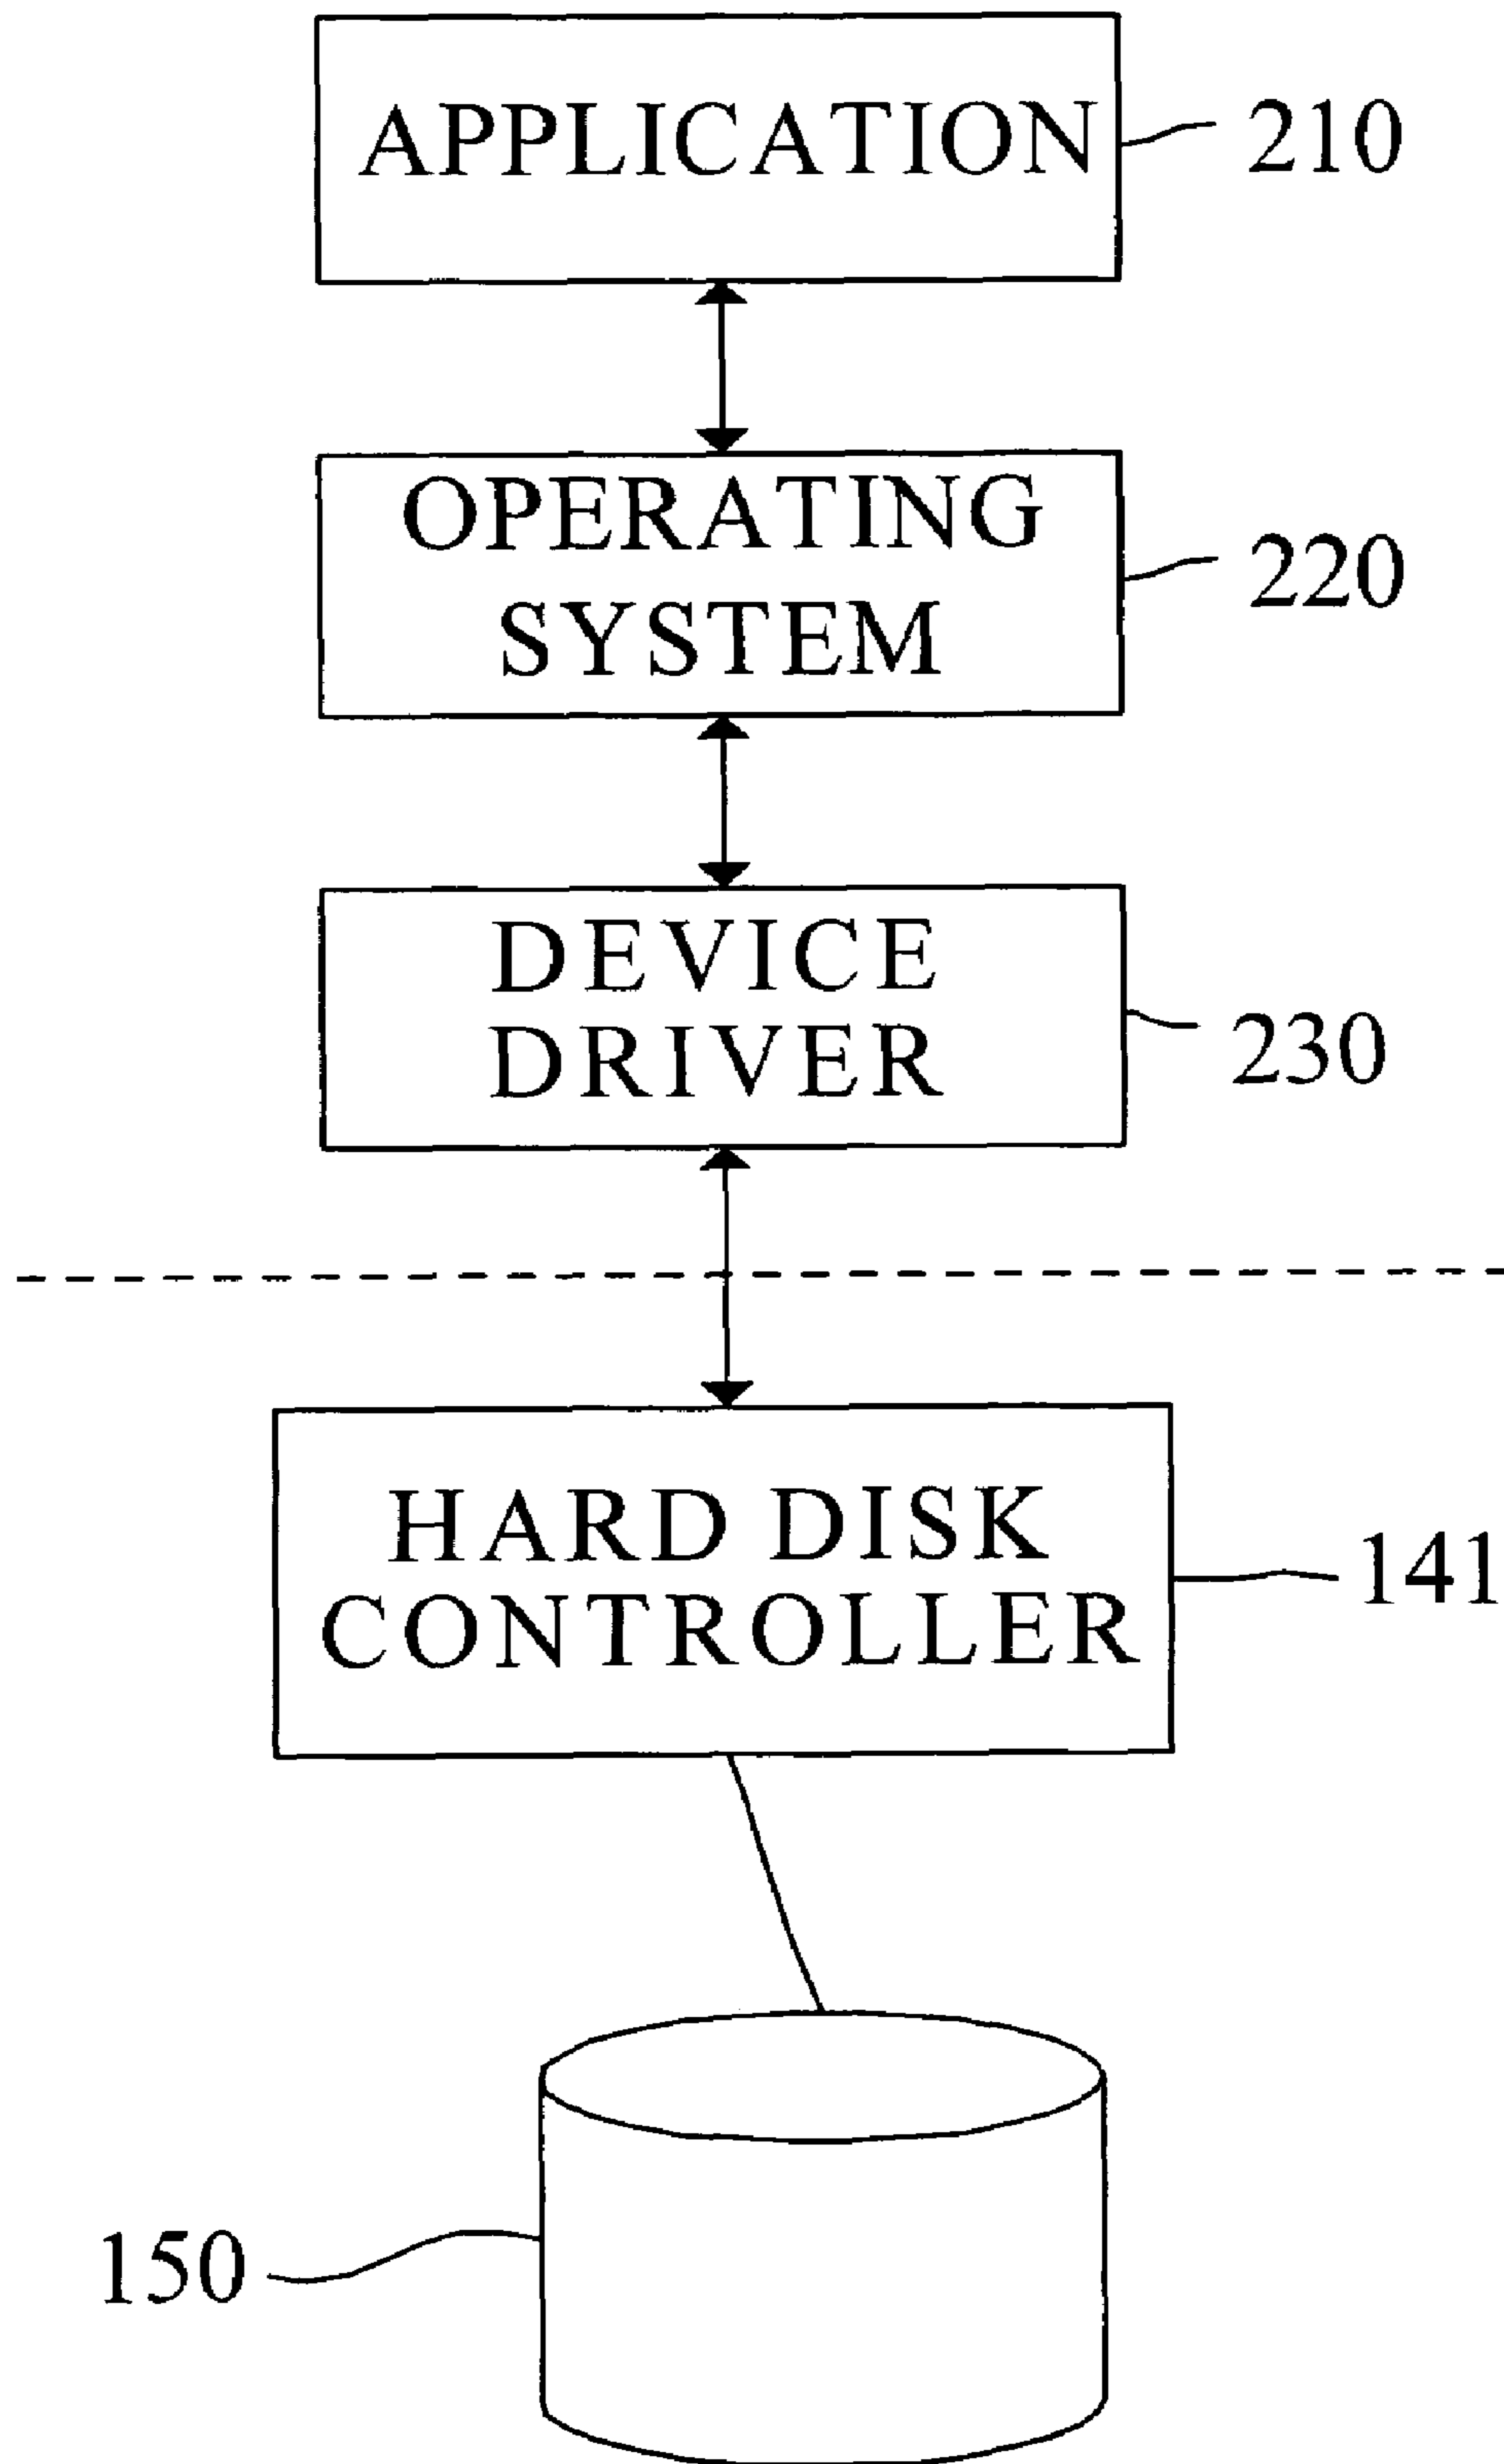 APPLICATION
210
OPERATING
SYSTEM
220
DEVICE
DRIVER
230
HARD DISK
CONTROLLER
141
150